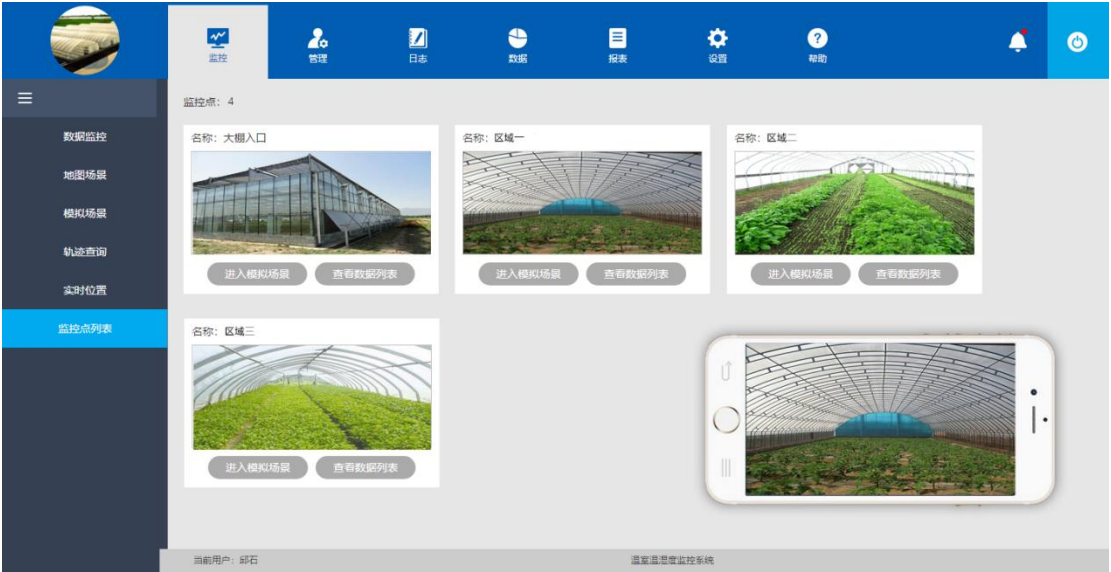 监控
管理
日志
数据
报表
设置
帮助
监控点：4
数据监控
地图场景
模拟场景
轨迹查询
实时位置
监控点列表
名称：大棚入口
进入模拟场景 查看数据列表
名称：区域一
进入模拟场景 查看数据列表
名称：区域二
进入模拟场景 查看数据列表
名称：区域三
进入模拟场景 查看数据列表
当前用户：邱石
温室温湿度监控系统